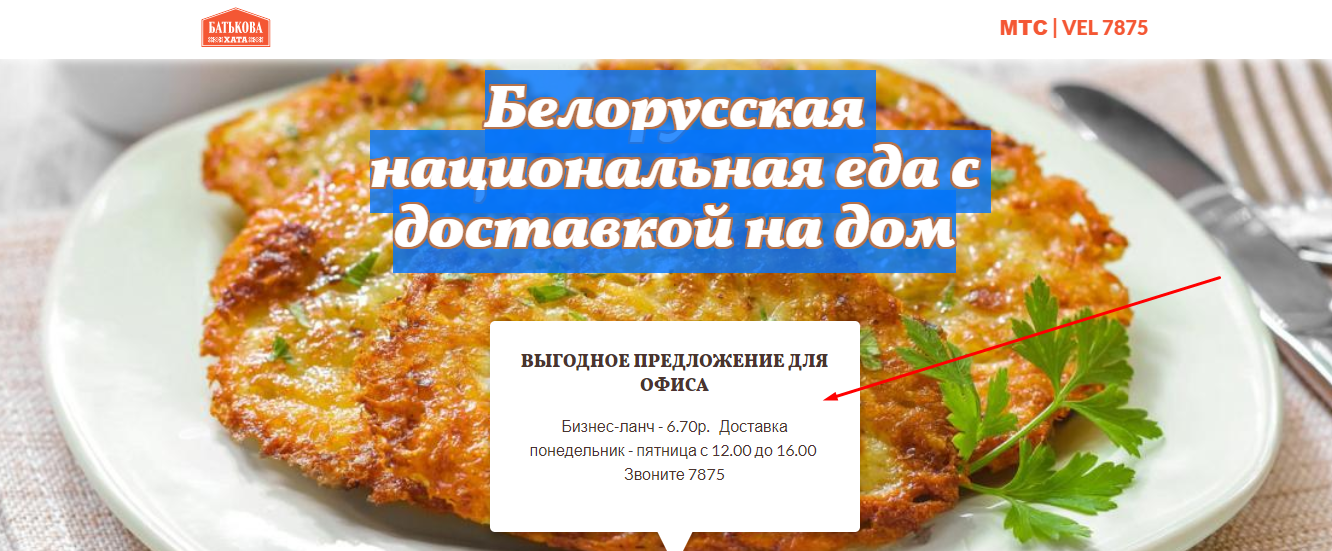 БАТЬКОВА
ХАТА
МТС | VEL 7875
Белорусская
национальная еда с
доставкой на дом
ВЫГОДНОЕ ПРЕДЛОЖЕНИЕ ДЛЯ
ОФИСА
Бизнес-ланч - 6.70р. Доставка
понедельник - пятница с 12.00 до 16.00
Звоните 7875